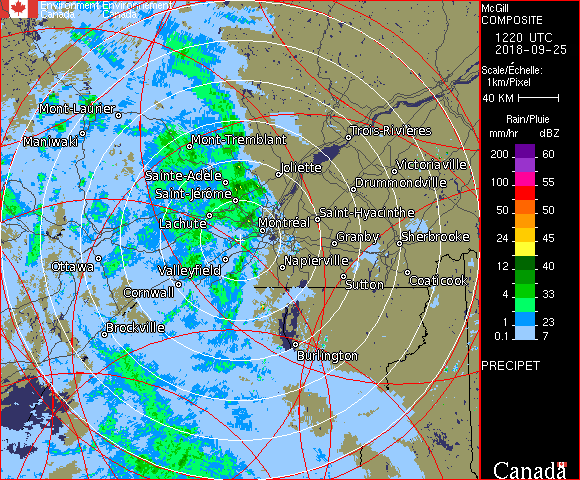 Environment Environnement
Canada Canada
Mont-Laurier
Maniwaki
Mont-Tremblant
Trois-Rivières
Sainte-Adèle
Joliette
Victoriaville
Saint-Jérôme
Drummondville
Lachute
Montréal
Saint-Hyacinthe
Granby
Sherbrooke
Ottawa
Valleyfield
Napierville
Cornwall
Sutton
Coaticook
Brockville
Burlington
McGill
COMPOSITE
1220 UTC
2018-09-25
Scale/Échelle:
1km/Pixel
40 KM
Rain/Pluie
mm/hr dBZ
200 60
100 55
50 50
24 45
12 40
4 33
1 23
0.1 7
PRECIPET
Canada